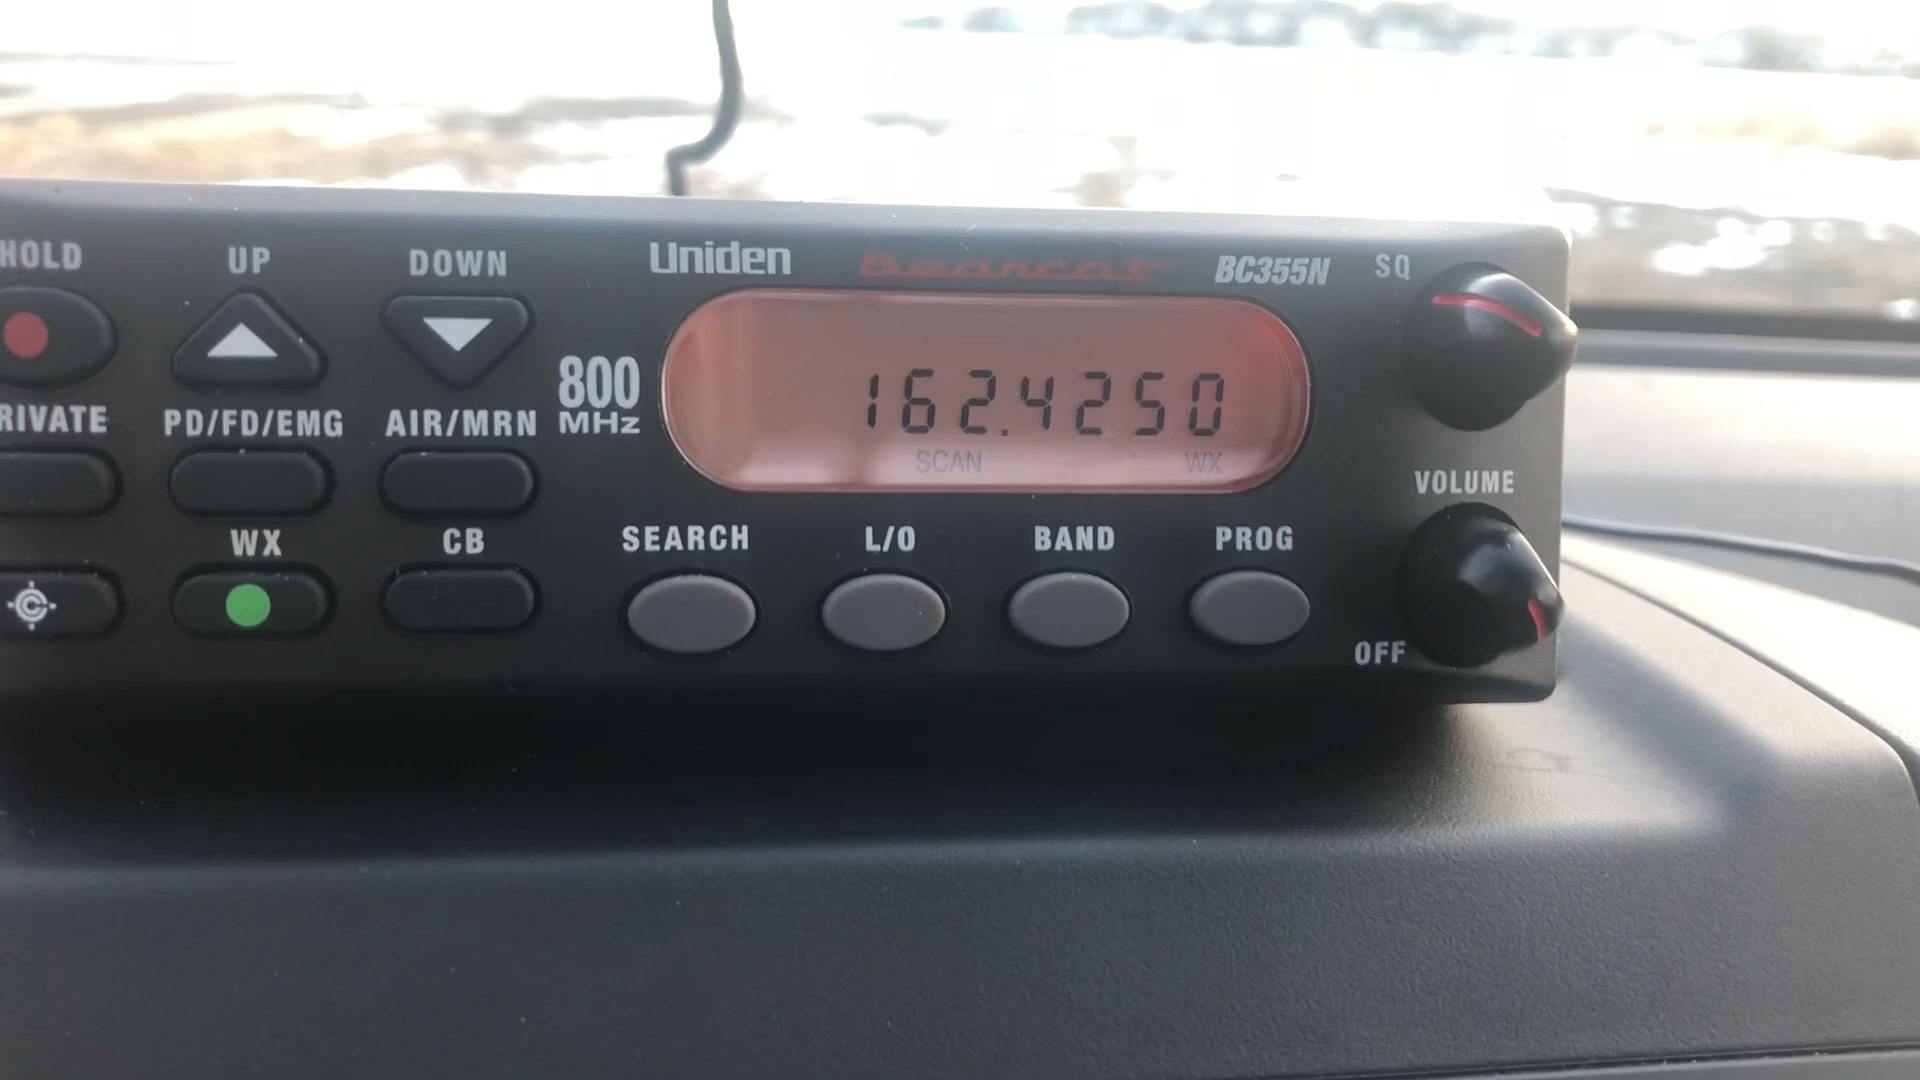 Uniden Bearcat BC355N SQ
HOLD UP DOWN
800
MHz
162.4250
SCAN WX
RIVATE PD/FD/EMG AIR/MRN
VOLUME
WX CB SEARCH L/O BAND PROG
OFF